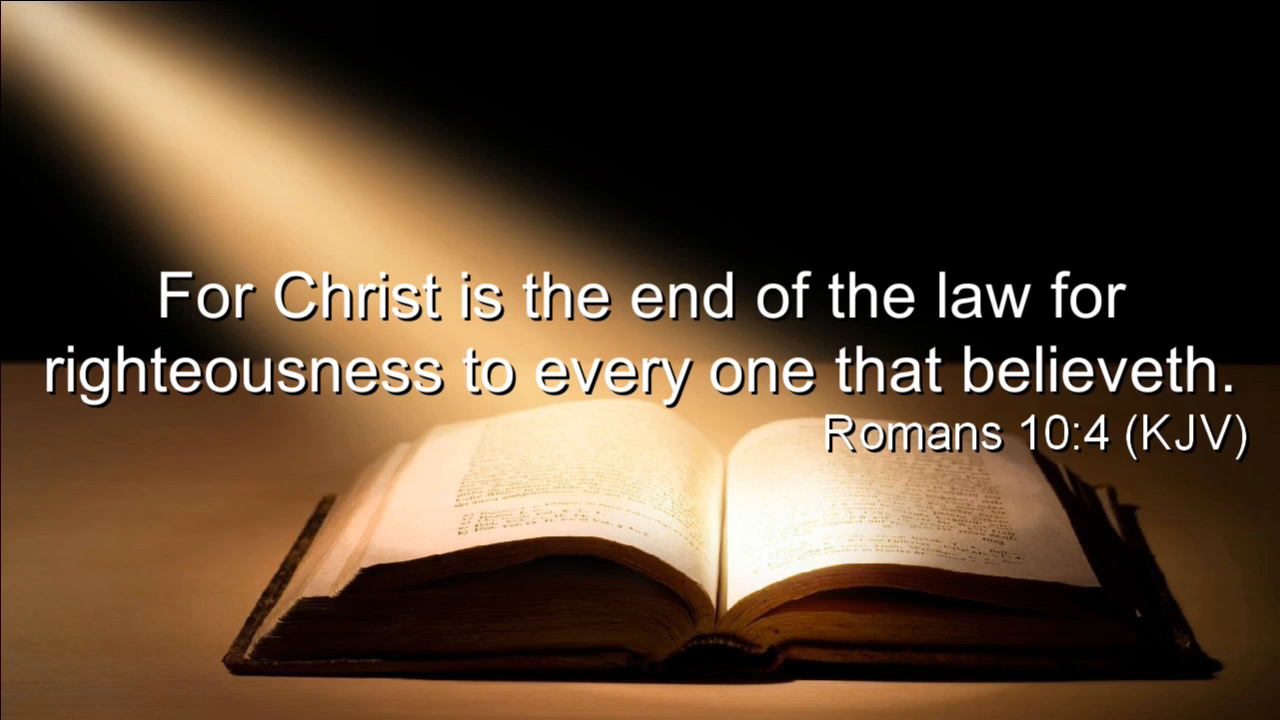 For Christ is the end of the law for
righteousness to every one that believeth.
Romans 10:4 (KJV)